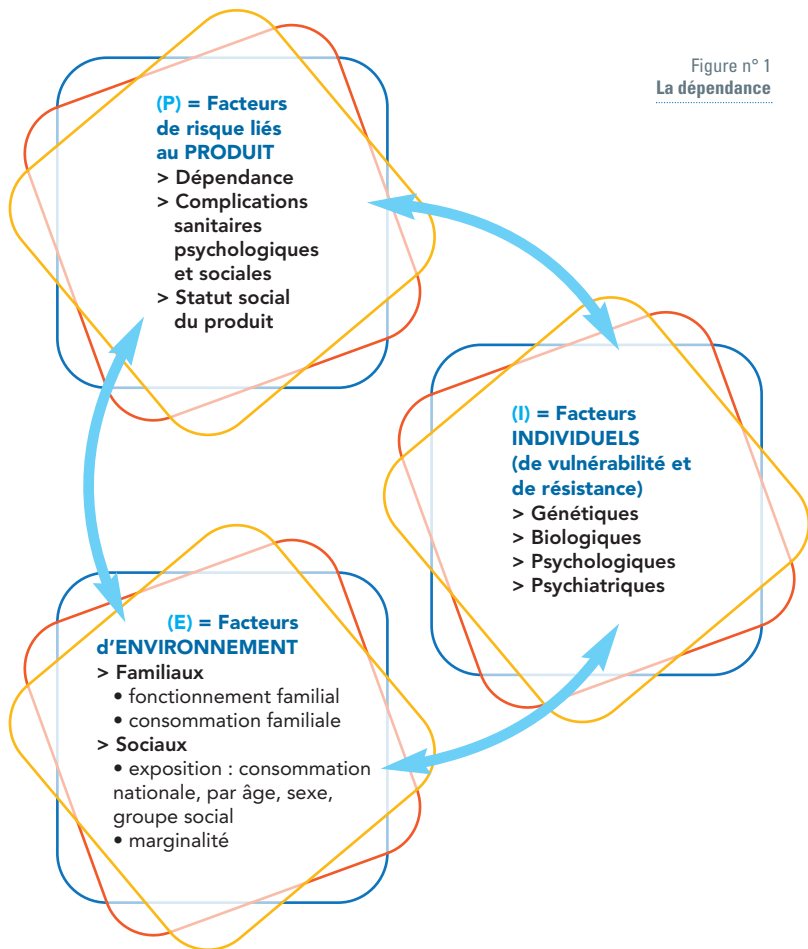 Figure n° 1
La dépendance
(P) = Facteurs
de risque liés
au PRODUIT
> Dépendance
> Complications
sanitaires
psychologiques
et sociales
> Statut social
du produit
(I) = Facteurs
INDIVIDUELS
(de vulnérabilité et
de résistance)
> Génétiques
> Biologiques
> Psychologiques
> Psychiatriques
(E) = Facteurs
d’ENVIRONNEMENT
> Familiaux
• fonctionnement familial
• consommation familiale
> Sociaux
• exposition : consommation
nationale, par âge, sexe,
groupe social
• marginalité